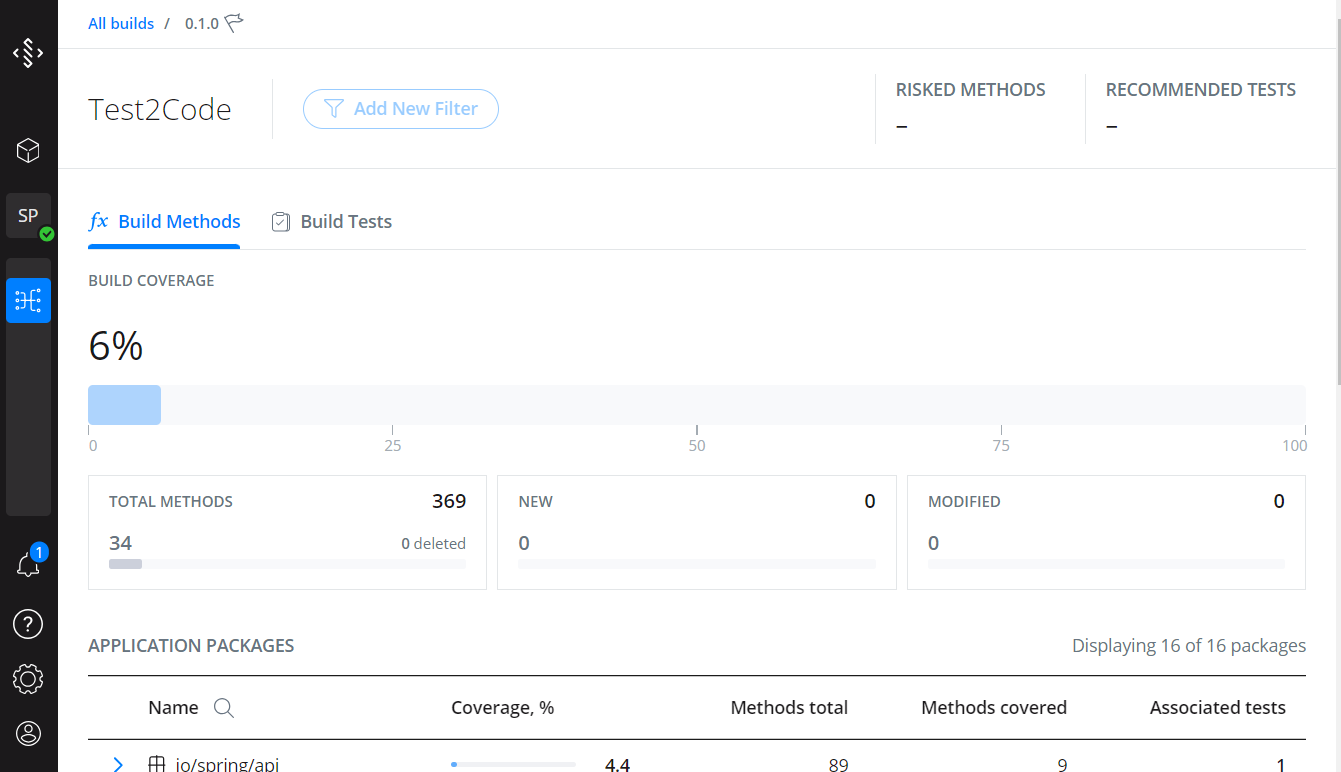 All builds / 0.1.0
Test2Code
Add New Filter
RISKED METHODS
–
RECOMMENDED TESTS
–
SP
fx Build Methods
Build Tests
BUILD COVERAGE
6%
0 25 50 75 100
TOTAL METHODS 369
34 0 deleted
NEW 0
0
MODIFIED 0
0
1
?
APPLICATION PACKAGES Displaying 16 of 16 packages
Name Coverage, % Methods total Methods covered Associated tests
io/spring/api 4.4 89 9 1